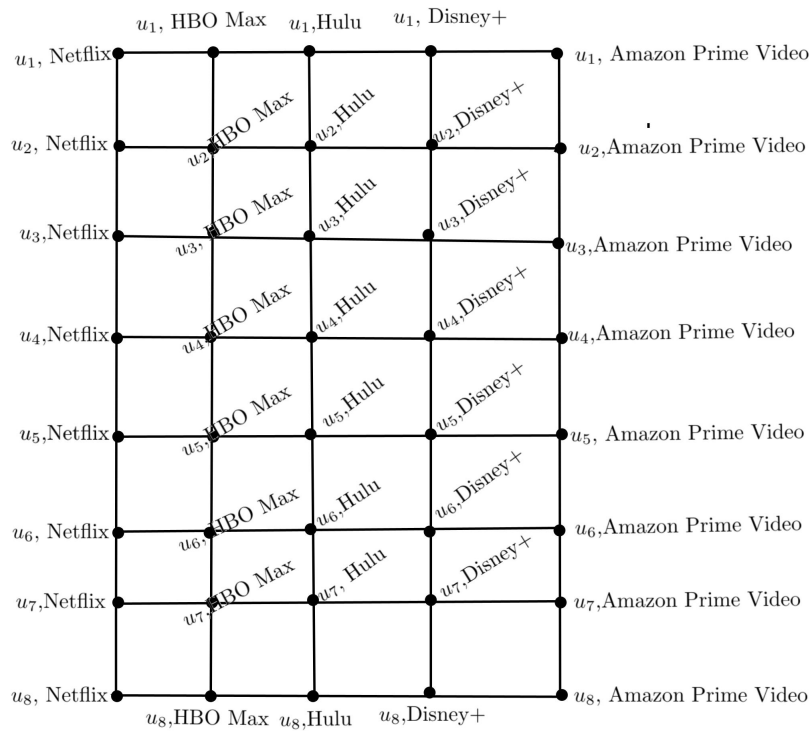 u₁, HBO Max u₁,Hulu u₁, Disney+
u₁, Netflix u₁, Amazon Prime Video
u₂, Netflix u₂,HBO Max u₂,Hulu u₂,Disney+ u₂,Amazon Prime Video
u₃,Netflix u₃, HBO Max u₃,Hulu u₃,Disney+ u₃,Amazon Prime Video
u₄,Netflix u₄,HBO Max u₄,Hulu u₄,Disney+ u₄,Amazon Prime Video
u₅,Netflix u₅,HBO Max u₅,Hulu u₅,Disney+ u₅, Amazon Prime Video
u₆, Netflix u₆, HBO Max u₆,Hulu u₆,Disney+ u₆,Amazon Prime Video
u₇,Netflix u₇,HBO Max u₇, Hulu u₇,Disney+ u₇,Amazon Prime Video
u₈, Netflix u₈, Amazon Prime Video
u₈,HBO Max u₈,Hulu u₈,Disney+